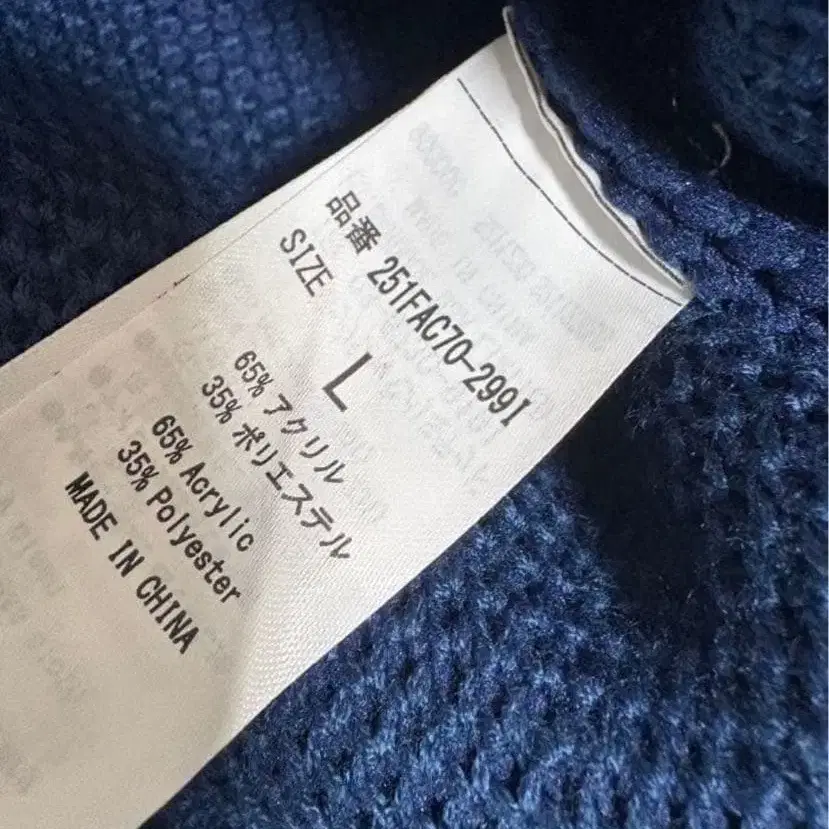 品番 251FAC70-299I
SIZE
L
65% アクリル
35% ポリエステル
65% Acrylic
35% Polyester
MADE IN CHINA